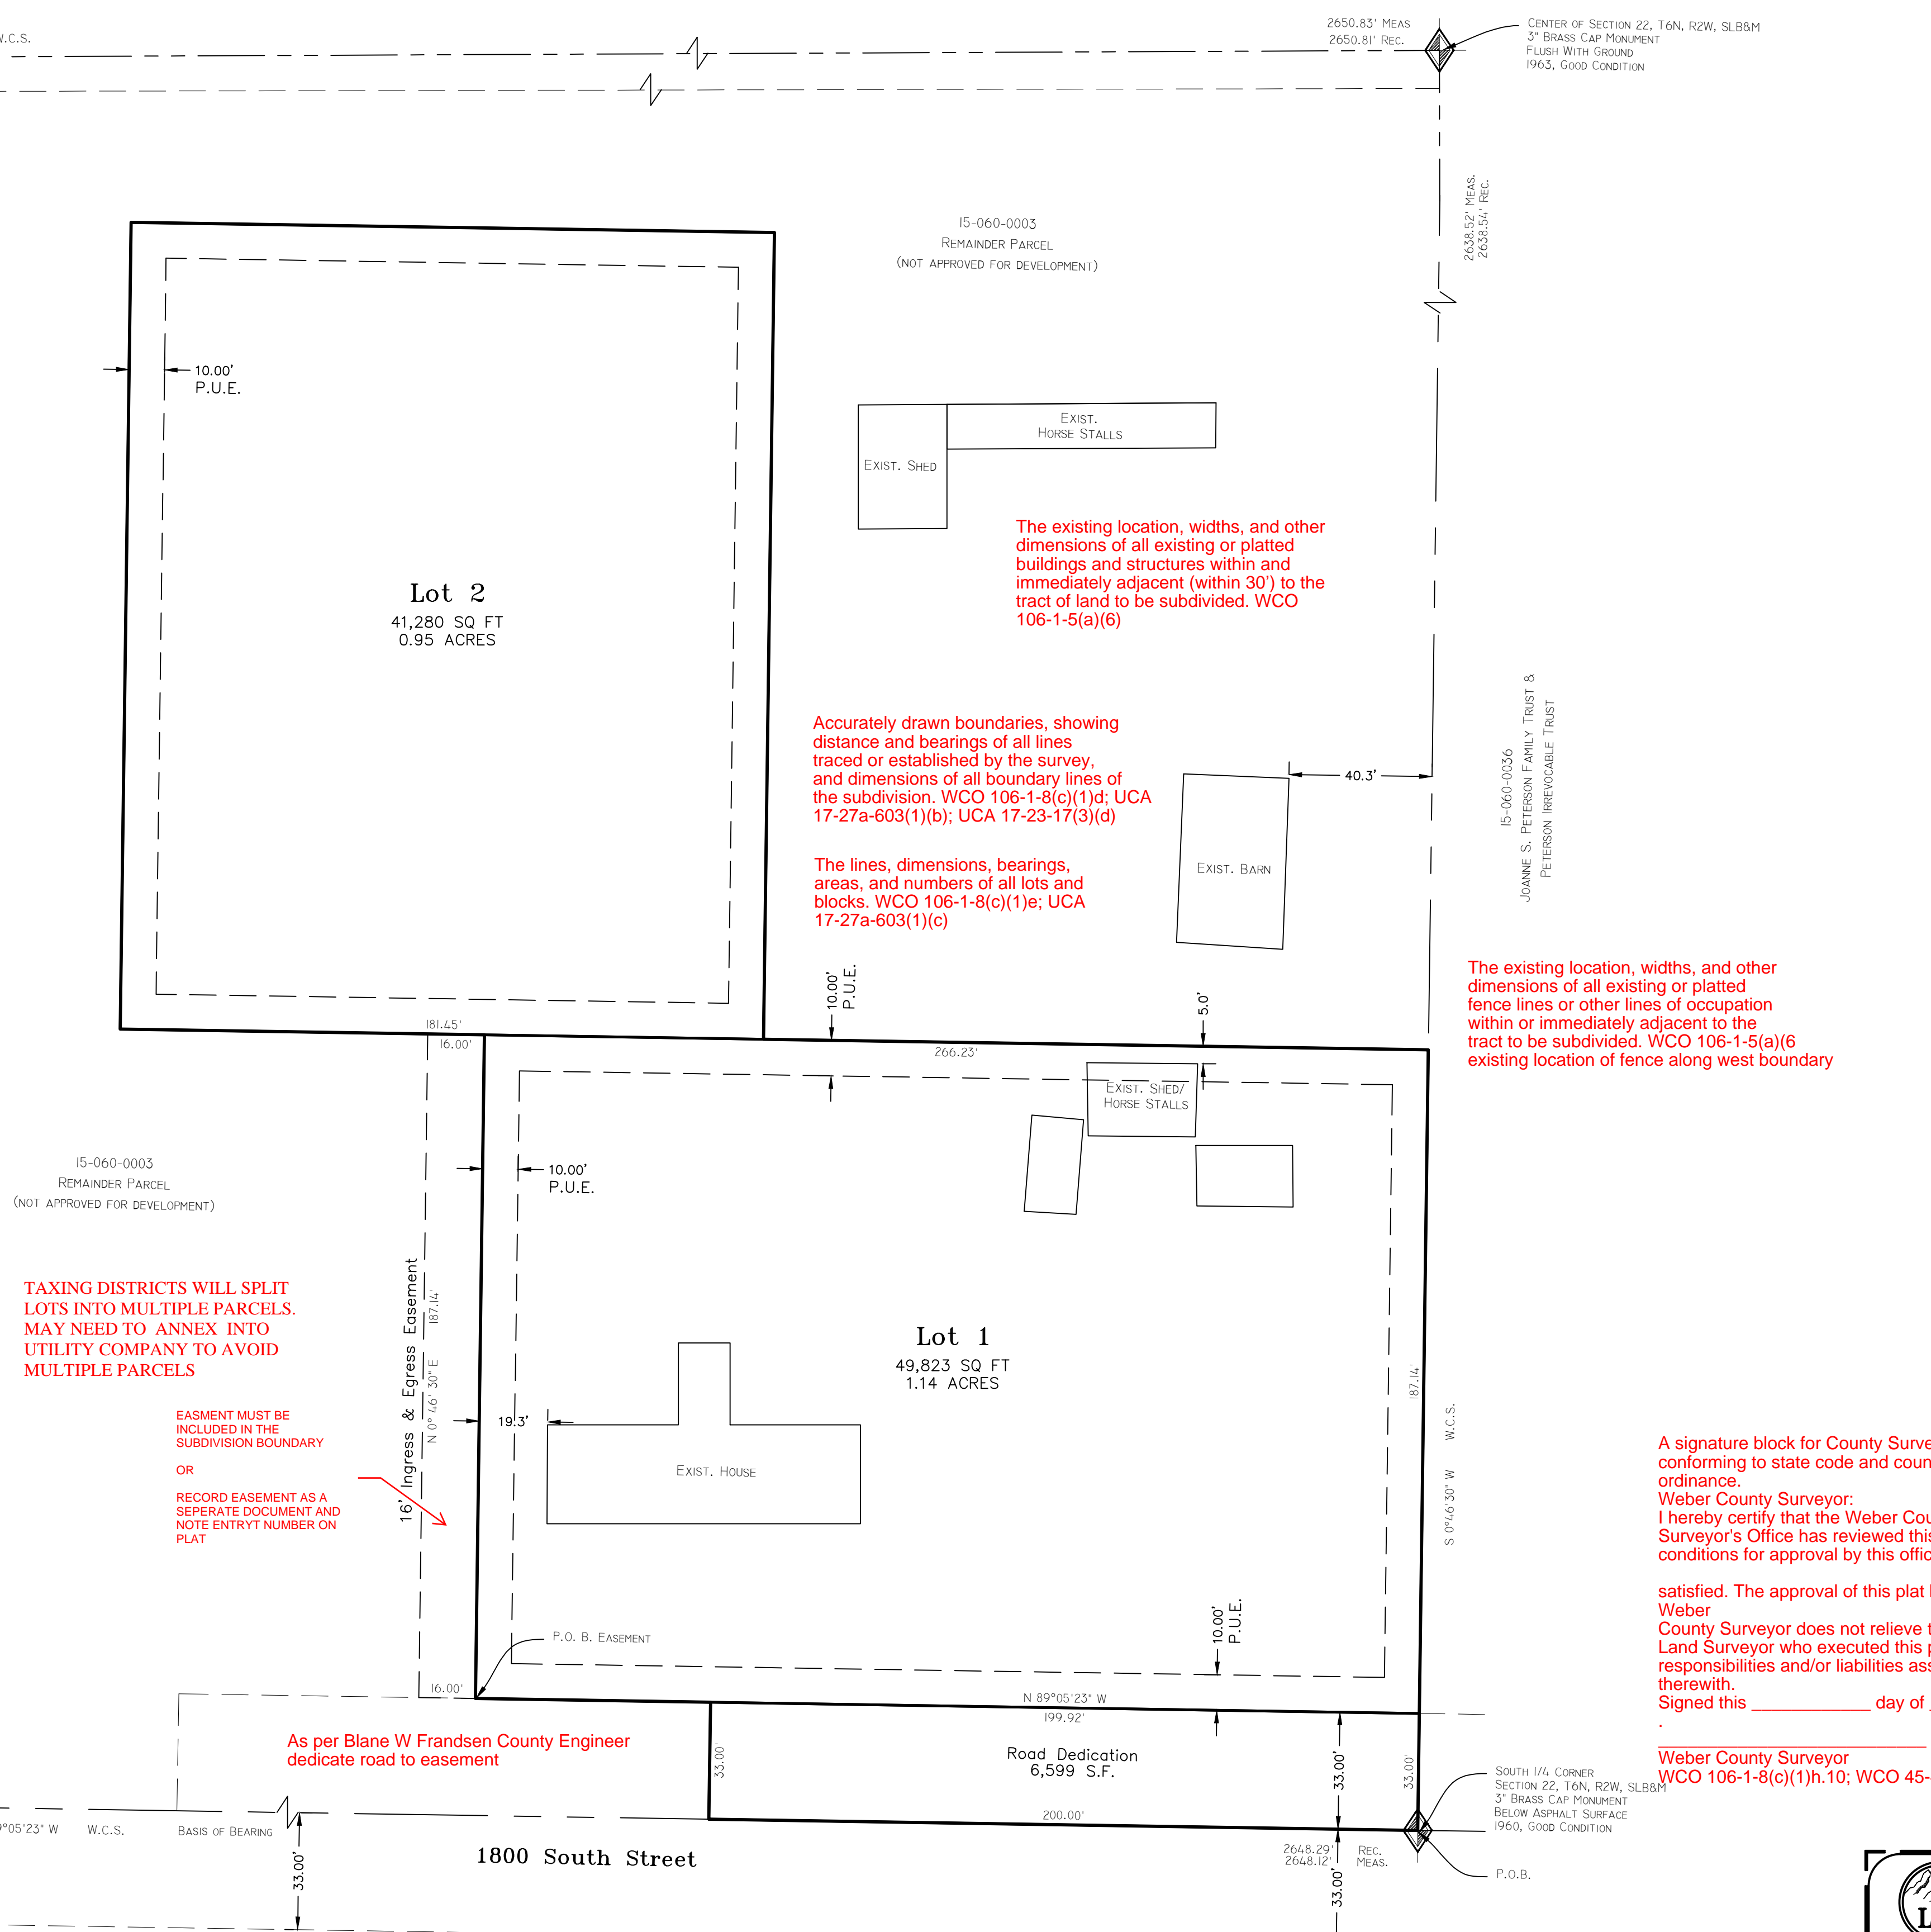 W.C.S.
2650.83' MEAS
2650.81' REC.
CENTER OF SECTION 22, T6N, R2W, SLB&M
3" BRASS CAP MONUMENT
FLUSH WITH GROUND
1963, GOOD CONDITION
2638.52' MEAS.
2638.54' REC.
15-060-0003
REMAINDER PARCEL
(NOT APPROVED FOR DEVELOPMENT)
10.00'
P.U.E.
EXIST.
HORSE STALLS
EXIST. SHED
The existing location, widths, and other
dimensions of all existing or platted
buildings and structures within and
immediately adjacent (within 30') to the
tract of land to be subdivided. WCO
106-1-5(a)(6)
Lot 2
41,280 SQ FT
0.95 ACRES
Accurately drawn boundaries, showing
distance and bearings of all lines
traced or established by the survey,
and dimensions of all boundary lines of
the subdivision. WCO 106-1-8(c)(1)d; UCA
17-27a-603(1)(b); UCA 17-23-17(3)(d)
The lines, dimensions, bearings,
areas, and numbers of all lots and
blocks. WCO 106-1-8(c)(1)e; UCA
17-27a-603(1)(c)
40.3'
EXIST. BARN
15-060-0036
JOANNE S. PETERSON FAMILY TRUST &
PETERSON IRREVOCABLE TRUST
The existing location, widths, and other
dimensions of all existing or platted
fence lines or other lines of occupation
within or immediately adjacent to the
tract to be subdivided. WCO 106-1-5(a)(6
existing location of fence along west boundary
10.00'
P.U.E.
5.0'
181.45'
16.00'
266.23'
EXIST. SHED/
HORSE STALLS
15-060-0003
REMAINDER PARCEL
(NOT APPROVED FOR DEVELOPMENT)
10.00'
P.U.E.
TAXING DISTRICTS WILL SPLIT
LOTS INTO MULTIPLE PARCELS.
MAY NEED TO ANNEX INTO
UTILITY COMPANY TO AVOID
MULTIPLE PARCELS
EASMENT MUST BE
INCLUDED IN THE
SUBDIVISION BOUNDARY
OR
RECORD EASEMENT AS A
SEPERATE DOCUMENT AND
NOTE ENTRYT NUMBER ON
PLAT
16' Ingress & Egress Easement
N 0° 46' 30" E 187.14'
Lot 1
49,823 SQ FT
1.14 ACRES
19.3'
EXIST. HOUSE
187.14'
S 0°46'30" W W.C.S.
A signature block for County Surve
conforming to state code and coun
ordinance.
Weber County Surveyor:
I hereby certify that the Weber Cou
Surveyor's Office has reviewed this
conditions for approval by this offic
satisfied. The approval of this plat
Weber
County Surveyor does not relieve t
Land Surveyor who executed this p
responsibilities and/or liabilities ass
therewith.
Signed this ____________ day of
.
___________________________
Weber County Surveyor
WCO 106-1-8(c)(1)h.10; WCO 45-
10.00'
P.U.E.
P.O. B. EASEMENT
16.00'
N 89°05'23" W
199.92'
As per Blane W Frandsen County Engineer
dedicate road to easement
33.00'
Road Dedication
6,599 S.F.
33.00'
33.00'
200.00'
SOUTH 1/4 CORNER
SECTION 22, T6N, R2W, SLB&M
3" BRASS CAP MONUMENT
BELOW ASPHALT SURFACE
1960, GOOD CONDITION
°05'23" W W.C.S. BASIS OF BEARING
33.00'
1800 South Street
2648.29' REC.
2648.12' MEAS.
33.00'
P.O.B.